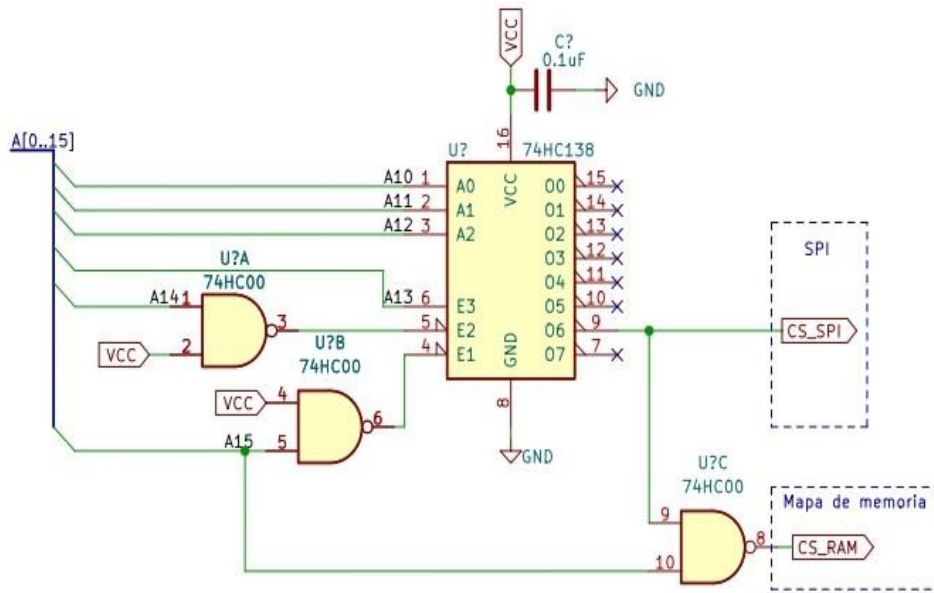 VCC
C?
0.1uF
GND
A[0..15]
16
U?
74HC138
A10 1 A0 VCC O0 15
A11 2 A1 O1 14
A12 3 A2 O2 13
O3 12
U?A
74HC00
O4 11
A14 1 A13 6 E3 O5 10
3 5 E2 GND O6 9
VCC 2 U?B 4 E1 O7 7
74HC00
SPI
CS_SPI
VCC 4
8
6
A15 5
GND
U?C
74HC00
Mapa de memoria
9
8 CS_RAM
10